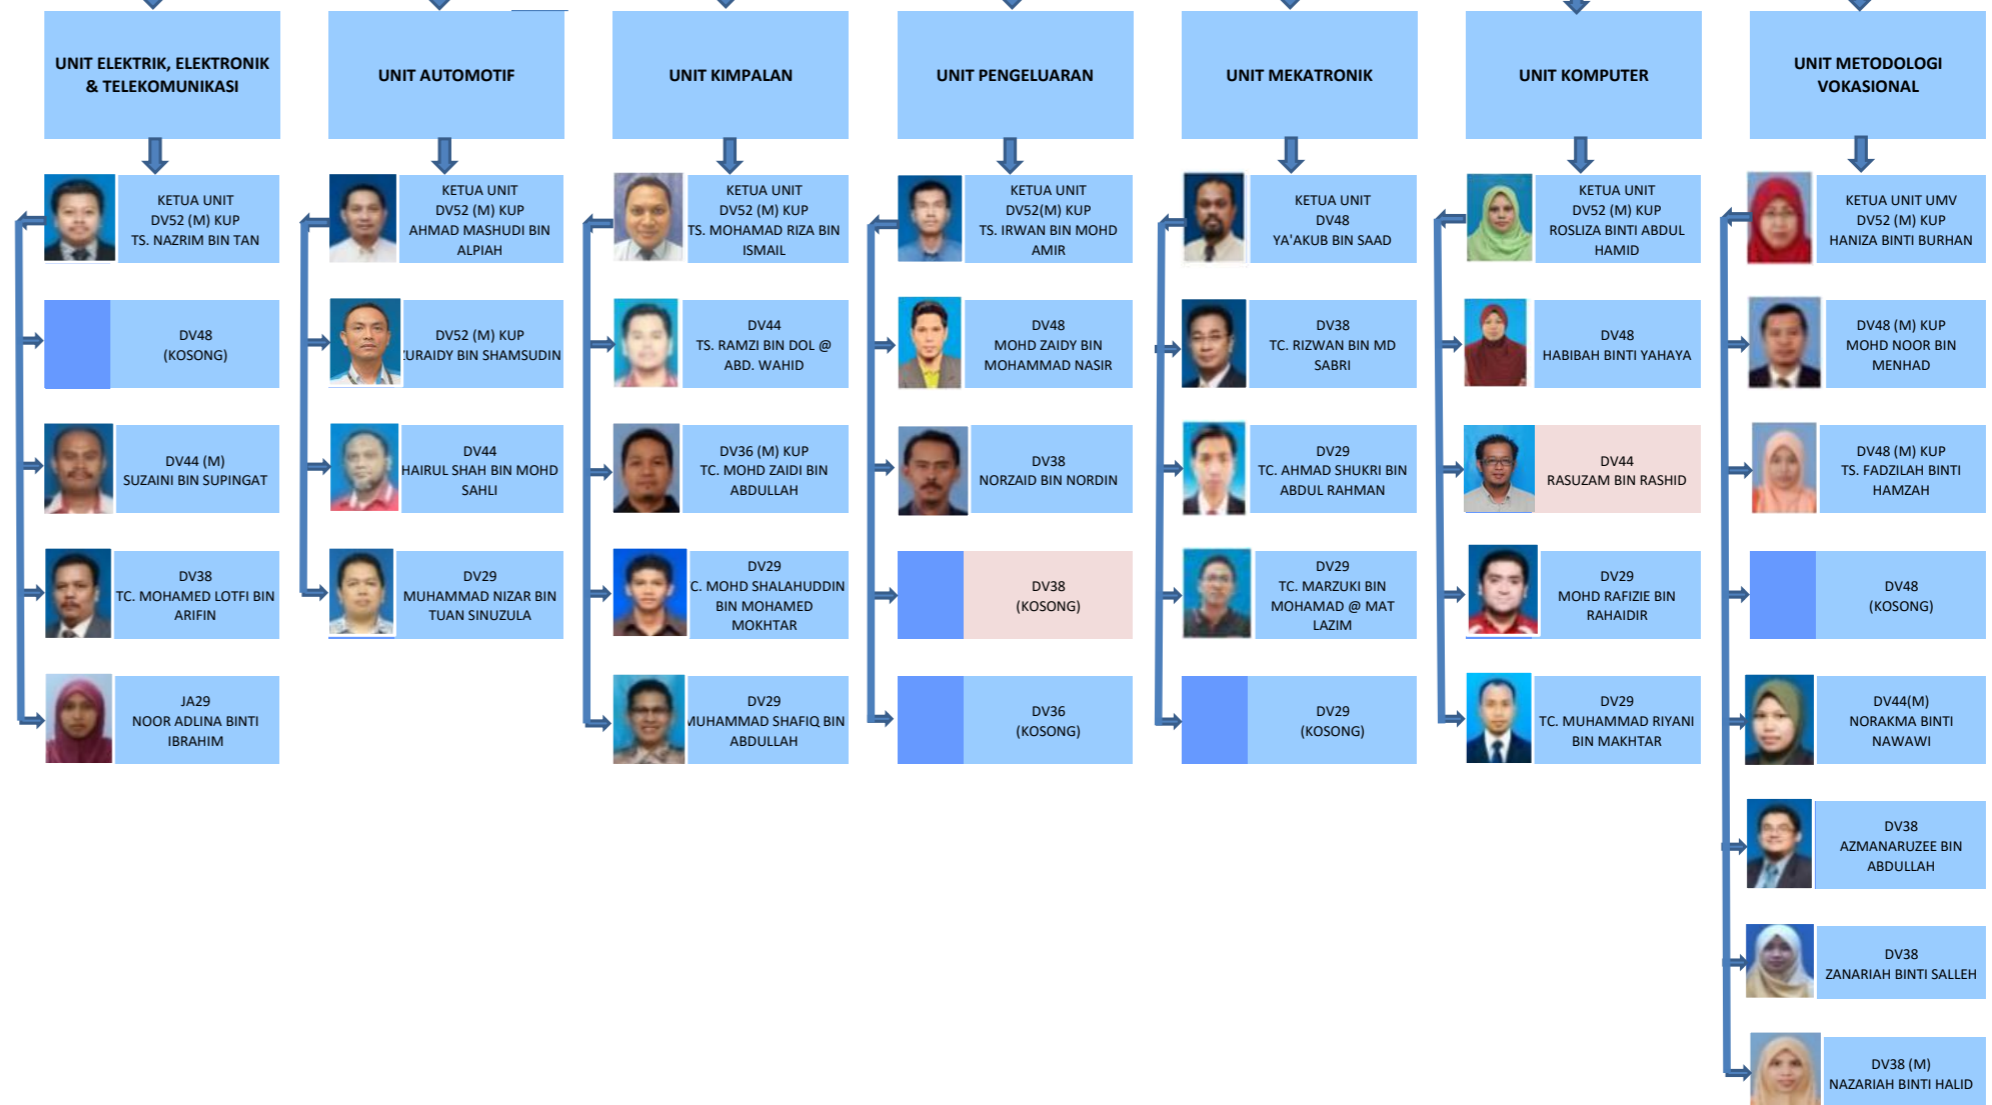 UNIT ELEKTRIK, ELEKTRONIK
& TELEKOMUNIKASI
KETUA UNIT
DV52 (M) KUP
TS. NAZRIM BIN TAN
DV48
(KOSONG)
DV44 (M)
SUZAINI BIN SUPINGAT
DV38
TC. MOHAMED LOTFI BIN
ARIFIN
JA29
NOOR ADLINA BINTI
IBRAHIM
UNIT AUTOMOTIF
KETUA UNIT
DV52 (M) KUP
AHMAD MASHUDI BIN
ALPIAH
DV52 (M) KUP
URAIDY BIN SHAMSUDIN
DV44
HAIRUL SHAH BIN MOHD
SAHLI
DV29
MUHAMMAD NIZAR BIN
TUAN SINUZULA
UNIT KIMPALAN
KETUA UNIT
DV52 (M) KUP
TS. MOHAMAD RIZA BIN
ISMAIL
DV44
TS. RAMZI BIN DOL @
ABD. WAHID
DV36 (M) KUP
TC. MOHD ZAIDI BIN
ABDULLAH
DV29
C. MOHD SHALAHUDDIN
BIN MOHAMED
MOKHTAR
DV29
MUHAMMAD SHAFIQ BIN
ABDULLAH
UNIT PENGELUARAN
KETUA UNIT
DV52(M) KUP
TS. IRWAN BIN MOHD
AMIR
DV48
MOHD ZAIDY BIN
MOHAMMAD NASIR
DV38
NORZAID BIN NORDIN
DV38
(KOSONG)
DV36
(KOSONG)
UNIT MEKATRONIK
KETUA UNIT
DV48
YA'AKUB BIN SAAD
DV38
TC. RIZWAN BIN MD
SABRI
DV29
TC. AHMAD SHUKRI BIN
ABDUL RAHMAN
DV29
TC. MARZUKI BIN
MOHAMAD @ MAT
LAZIM
DV29
(KOSONG)
UNIT KOMPUTER
KETUA UNIT
DV52 (M) KUP
ROSLIZA BINTI ABDUL
HAMID
DV48
HABIBAH BINTI YAHAYA
DV44
RASUZAM BIN RASHID
DV29
MOHD RAFIZIE BIN
RAHAIDIR
DV29
TC. MUHAMMAD RIYANI
BIN MAKHTAR
UNIT METODOLOGI
VOKASIONAL
KETUA UNIT UMV
DV52 (M) KUP
HANIZA BINTI BURHAN
DV48 (M) KUP
MOHD NOOR BIN
MENHAD
DV48 (M) KUP
TS. FADZILAH BINTI
HAMZAH
DV48
(KOSONG)
DV44(M)
NORAKMA BINTI
NAWAWI
DV38
AZMANARUZEE BIN
ABDULLAH
DV38
ZANARIAH BINTI SALLEH
DV38 (M)
NAZARIAH BINTI HALID